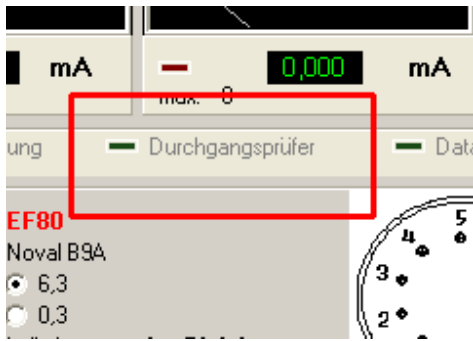 mA 0,000 mA
max. 0
ung Durchgangsprüfer Data
EF80
Noval B9A
6,3
0,3
5
4
3
2